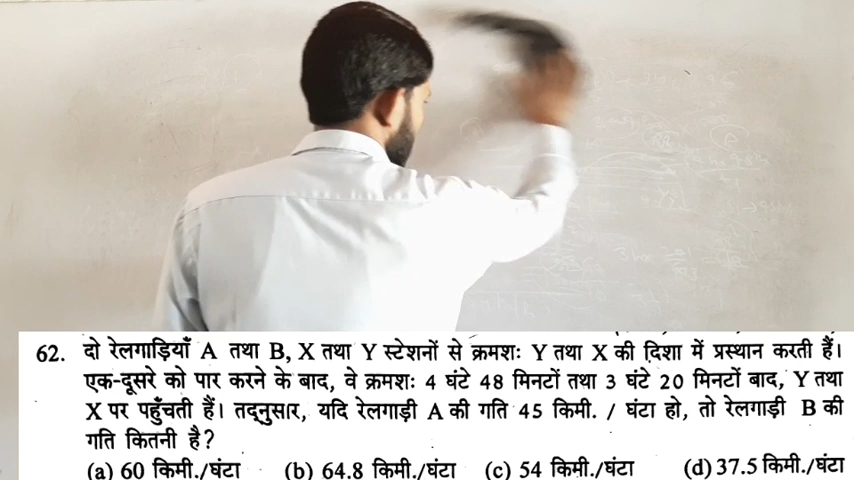 62. दो रेलगाड़ियाँ A तथा B, X तथा Y स्टेशनों से क्रमशः Y तथा X की दिशा में प्रस्थान करती हैं।
एक-दूसरे को पार करने के बाद, वे क्रमशः 4 घंटे 48 मिनटों तथा 3 घंटे 20 मिनटों बाद, Y तथा
X पर पहुँचती हैं। तद्नुसार, यदि रेलगाड़ी A की गति 45 किमी. / घंटा हो, तो रेलगाड़ी B की
गति कितनी है?
(a) 60 किमी./घंटा (b) 64.8 किमी./घंटा (c) 54 किमी./घंटा (d) 37.5 किमी./घंटा